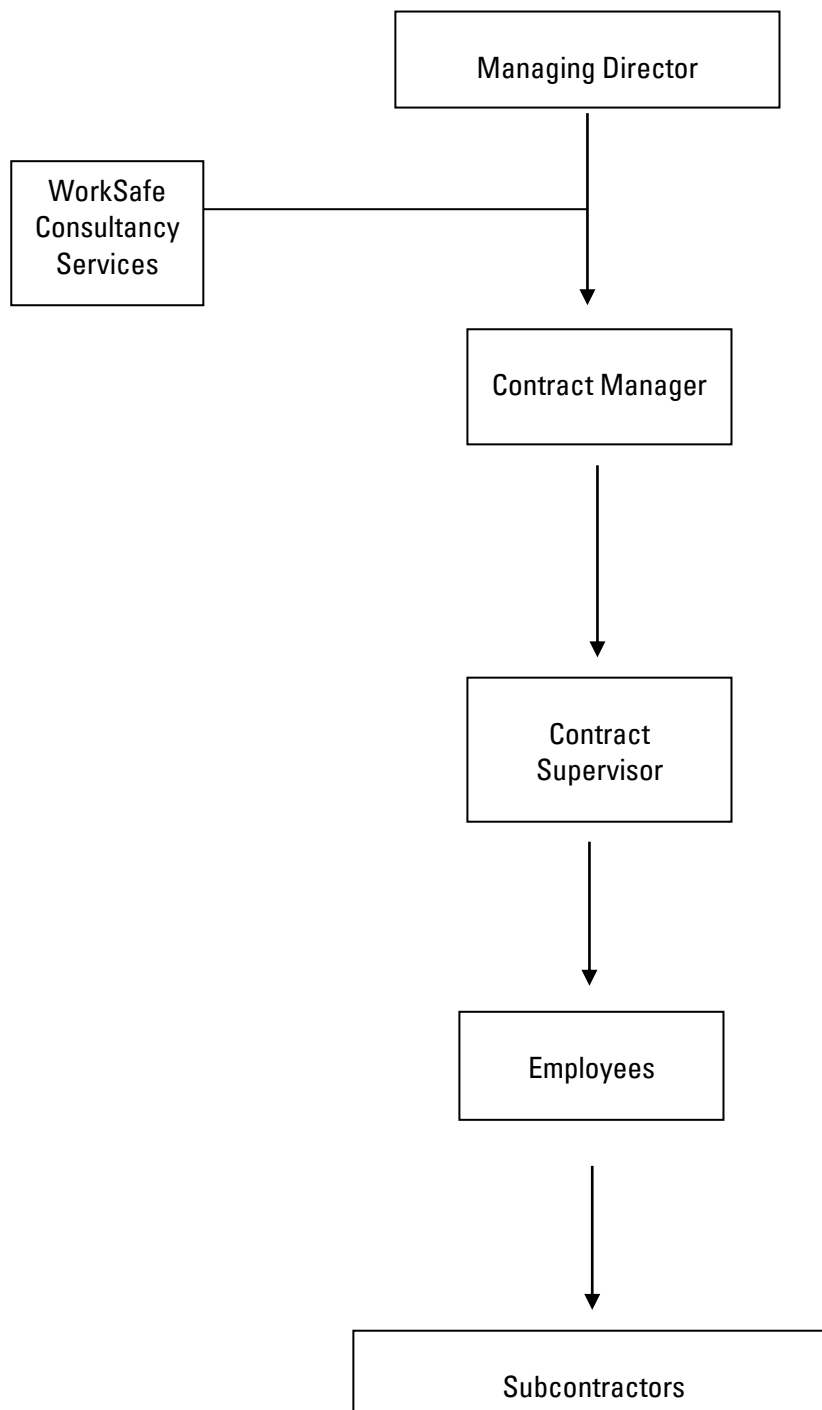 Managing Director
WorkSafe
Consultancy
Services
Contract Manager
Contract
Supervisor
Employees
Subcontractors